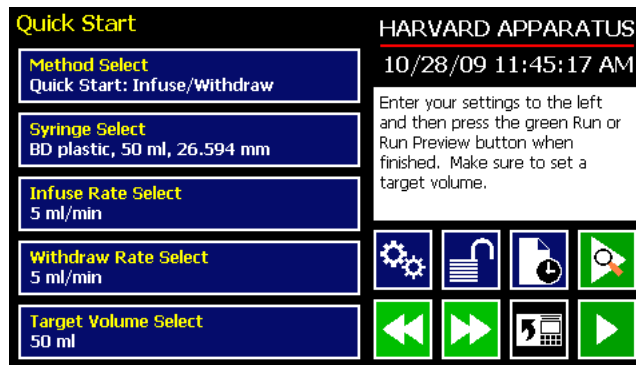 Quick Start
Method Select
Quick Start: Infuse/Withdraw
Syringe Select
BD plastic, 50 ml, 26.594 mm
Infuse Rate Select
5 ml/min
Withdraw Rate Select
5 ml/min
Target Volume Select
50 ml
HARVARD APPARATUS
10/28/09 11:45:17 AM
Enter your settings to the left
and then press the green Run or
Run Preview button when
finished. Make sure to set a
target volume.